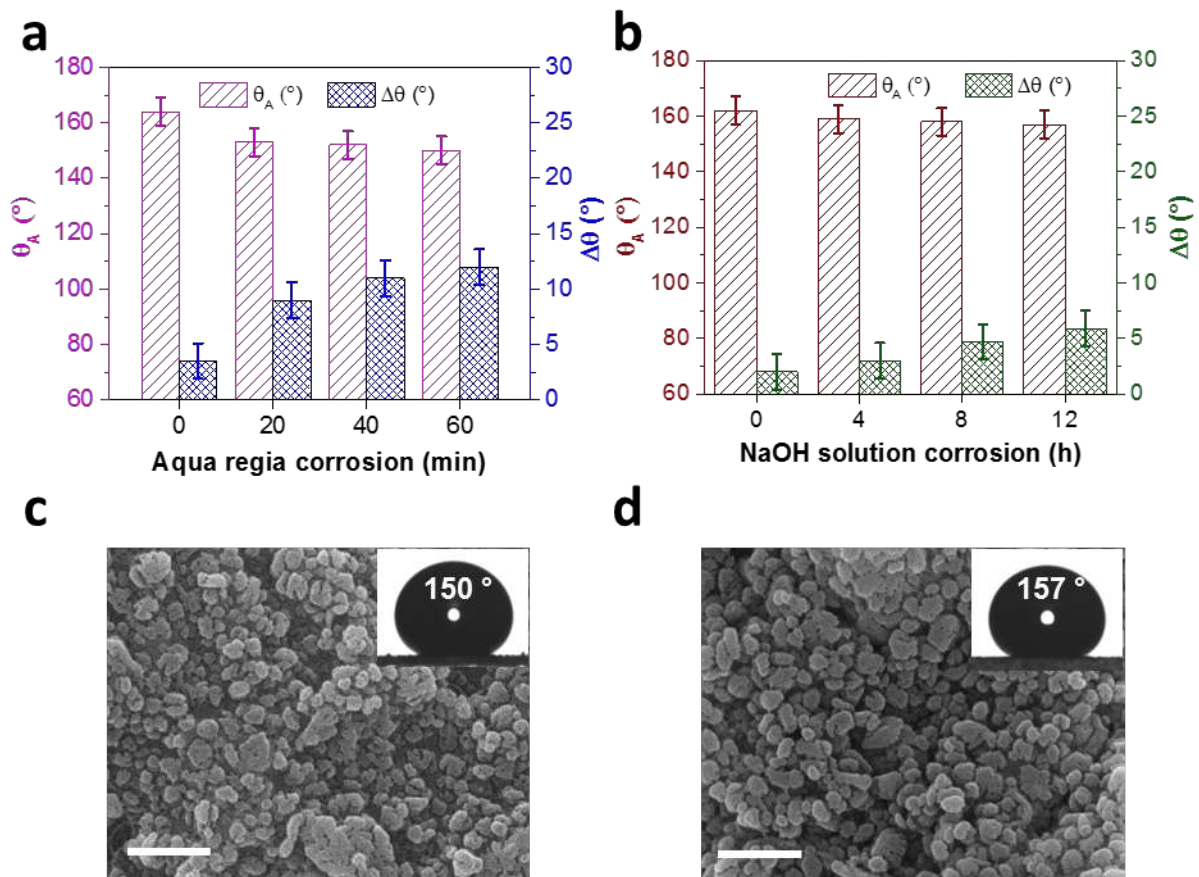 a
180
160
140
120
100
80
60
θA (°)
θA (°)
Δθ (°)
30
25
20
15
10
5
0
Δθ (°)
0 20 40 60
Aqua regia corrosion (min)
b
180
160
140
120
100
80
60
θA (°)
θA (°)
Δθ (°)
30
25
20
15
10
5
0
Δθ (°)
0 4 8 12
NaOH solution corrosion (h)
c
150 °
d
157 °